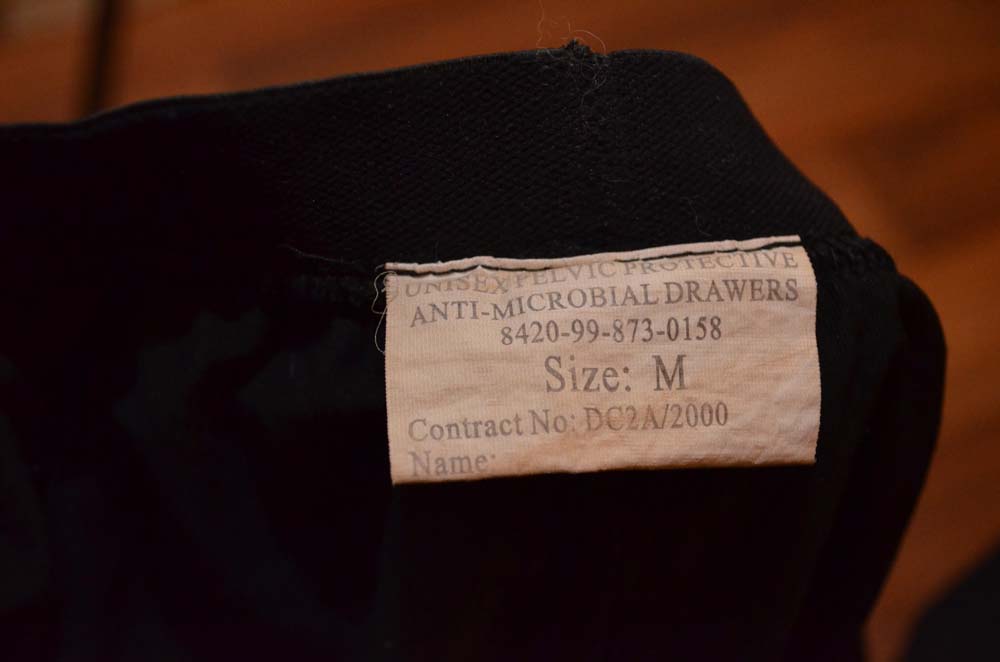 UNISEX PELVIC PROTECTIVE
ANTI-MICROBIAL DRAWERS
8420-99-873-0158
Size: M
Contract No: DC2A/2000
Name: